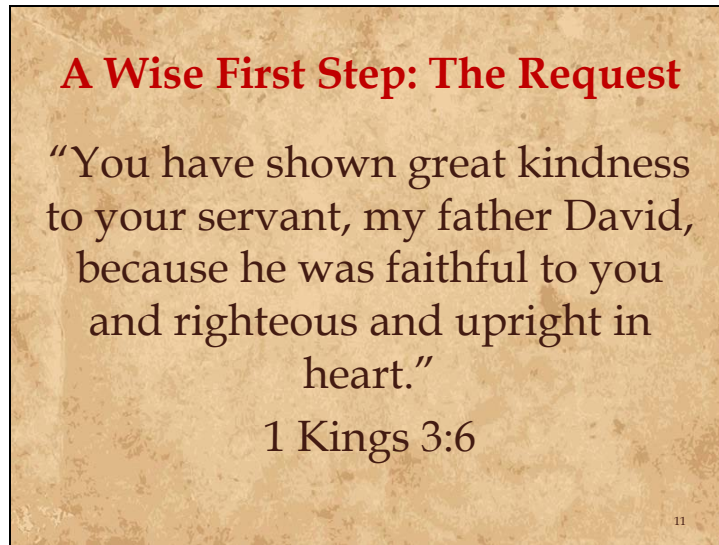 A Wise First Step: The Request
“You have shown great kindness
to your servant, my father David,
because he was faithful to you
and righteous and upright in
heart.”
1 Kings 3:6
11